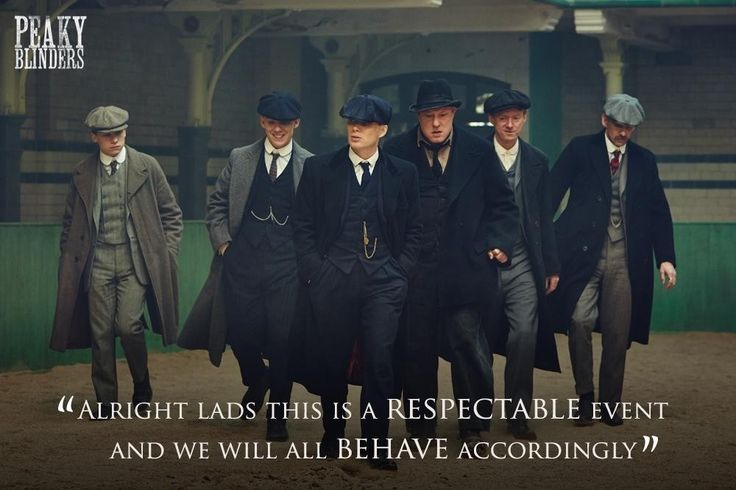 PEAKY
BLINDERS
“ALRIGHT LADS THIS IS A RESPECTABLE EVENT
AND WE WILL ALL BEHAVE ACCORDINGLY”